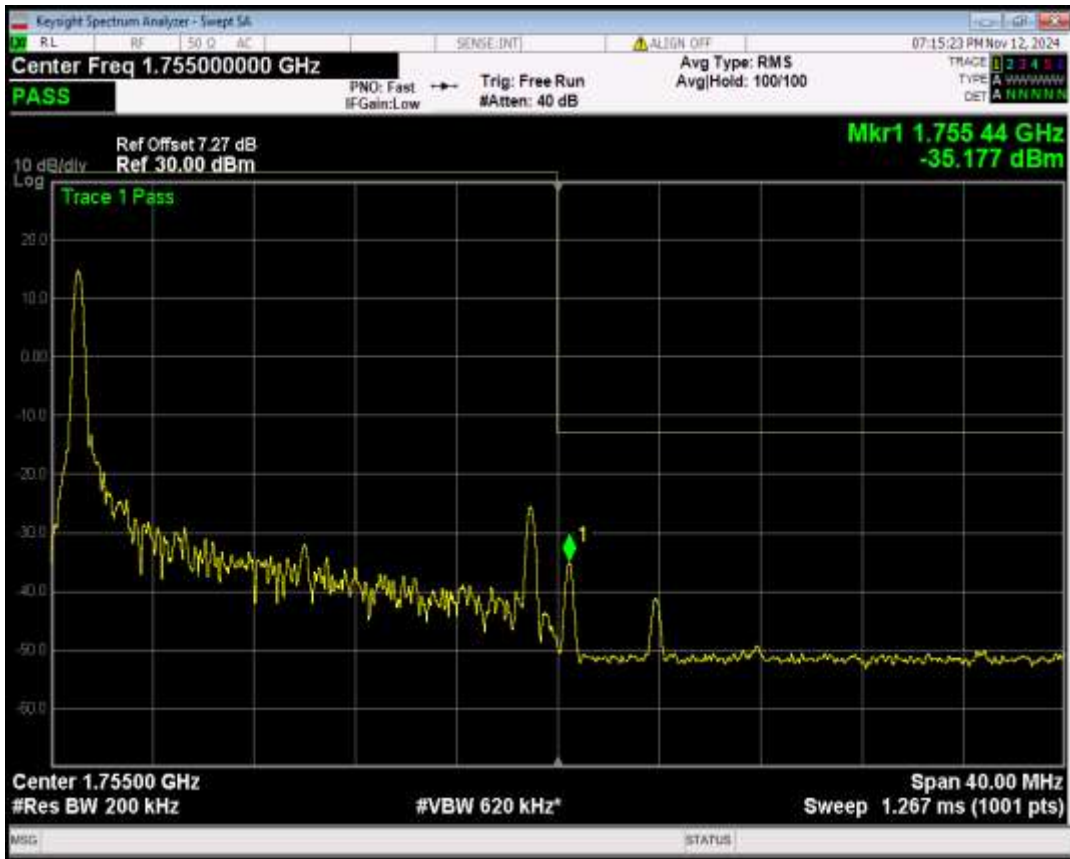 Keysight Spectrum Analyzer - Swept SA
RL RF 50 Ω AC SENSE:INT ALIGN OFF 07:15:23 PM Nov 12, 2024
Center Freq 1.755000000 GHz Avg Type: RMS TRACE 1 2 3 4 5 6
PASS PNO: Fast Trig: Free Run Avg|Hold: 100/100 TYPE A WWWWW
IFGain:Low #Atten: 40 dB DET A N N N N N
Mkr1 1.755 44 GHz
Ref Offset 7.27 dB
10 dB/div Ref 30.00 dBm -35.177 dBm
Log
Trace 1 Pass
20.0
10.0
0.00
-10.0
-20.0
-30.0
1
-40.0
-50.0
-60.0
Center 1.75500 GHz Span 40.00 MHz
#Res BW 200 kHz #VBW 620 kHz* Sweep 1.267 ms (1001 pts)
MSG STATUS